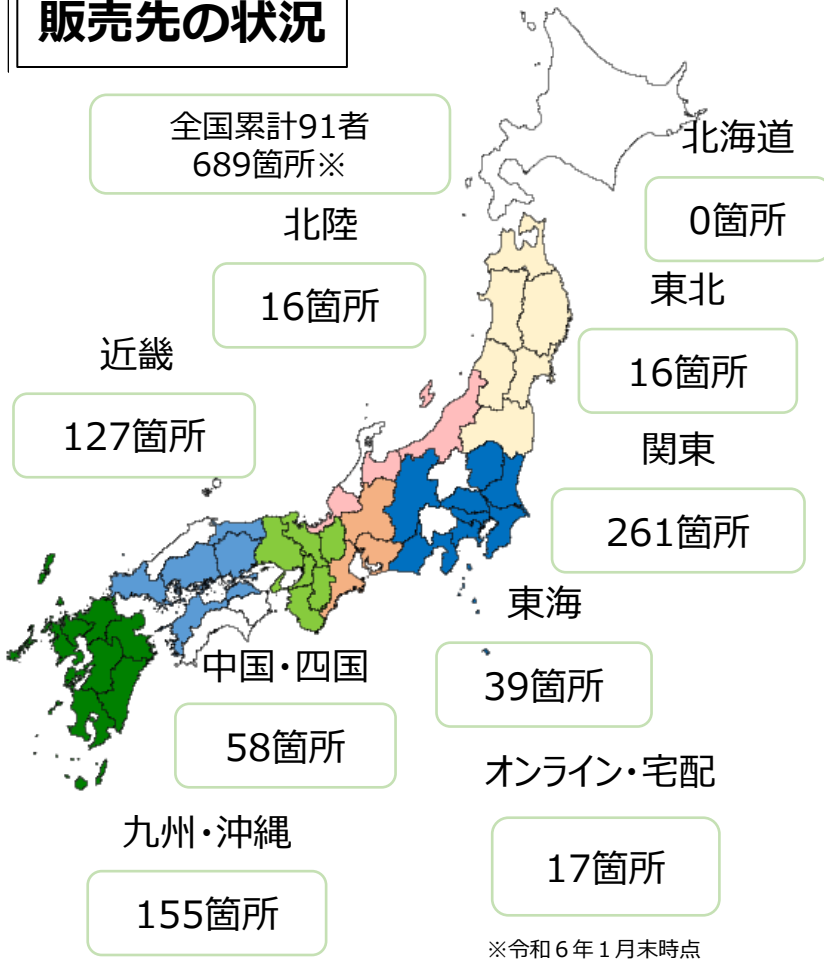 販売先の状況
全国累計91者
689箇所※
北海道
0箇所
北陸
16箇所
東北
16箇所
近畿
127箇所
関東
261箇所
東海
39箇所
中国・四国
58箇所
オンライン・宅配
17箇所
九州・沖縄
155箇所
※令和６年１月末時点